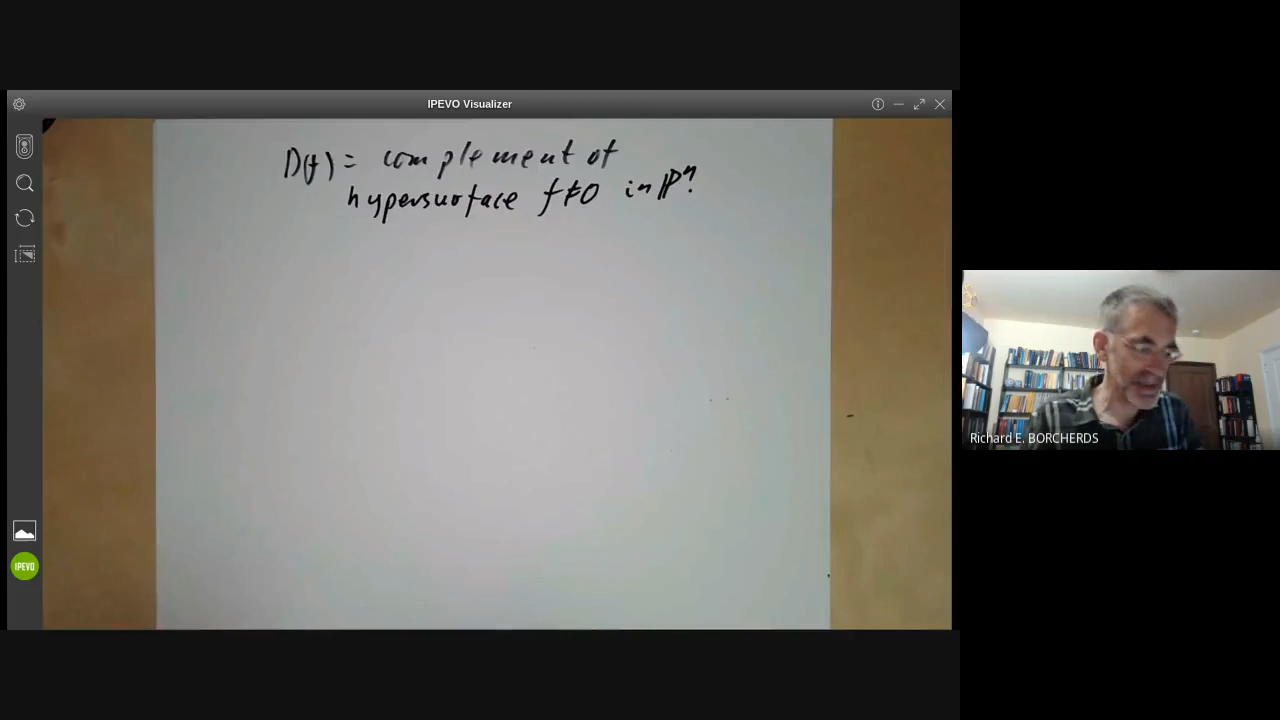 IPEVO Visualizer
D(f) = complement of
hypersurface f≠0 in ℙⁿ.
IPEVO
Richard E. BORCHERDS